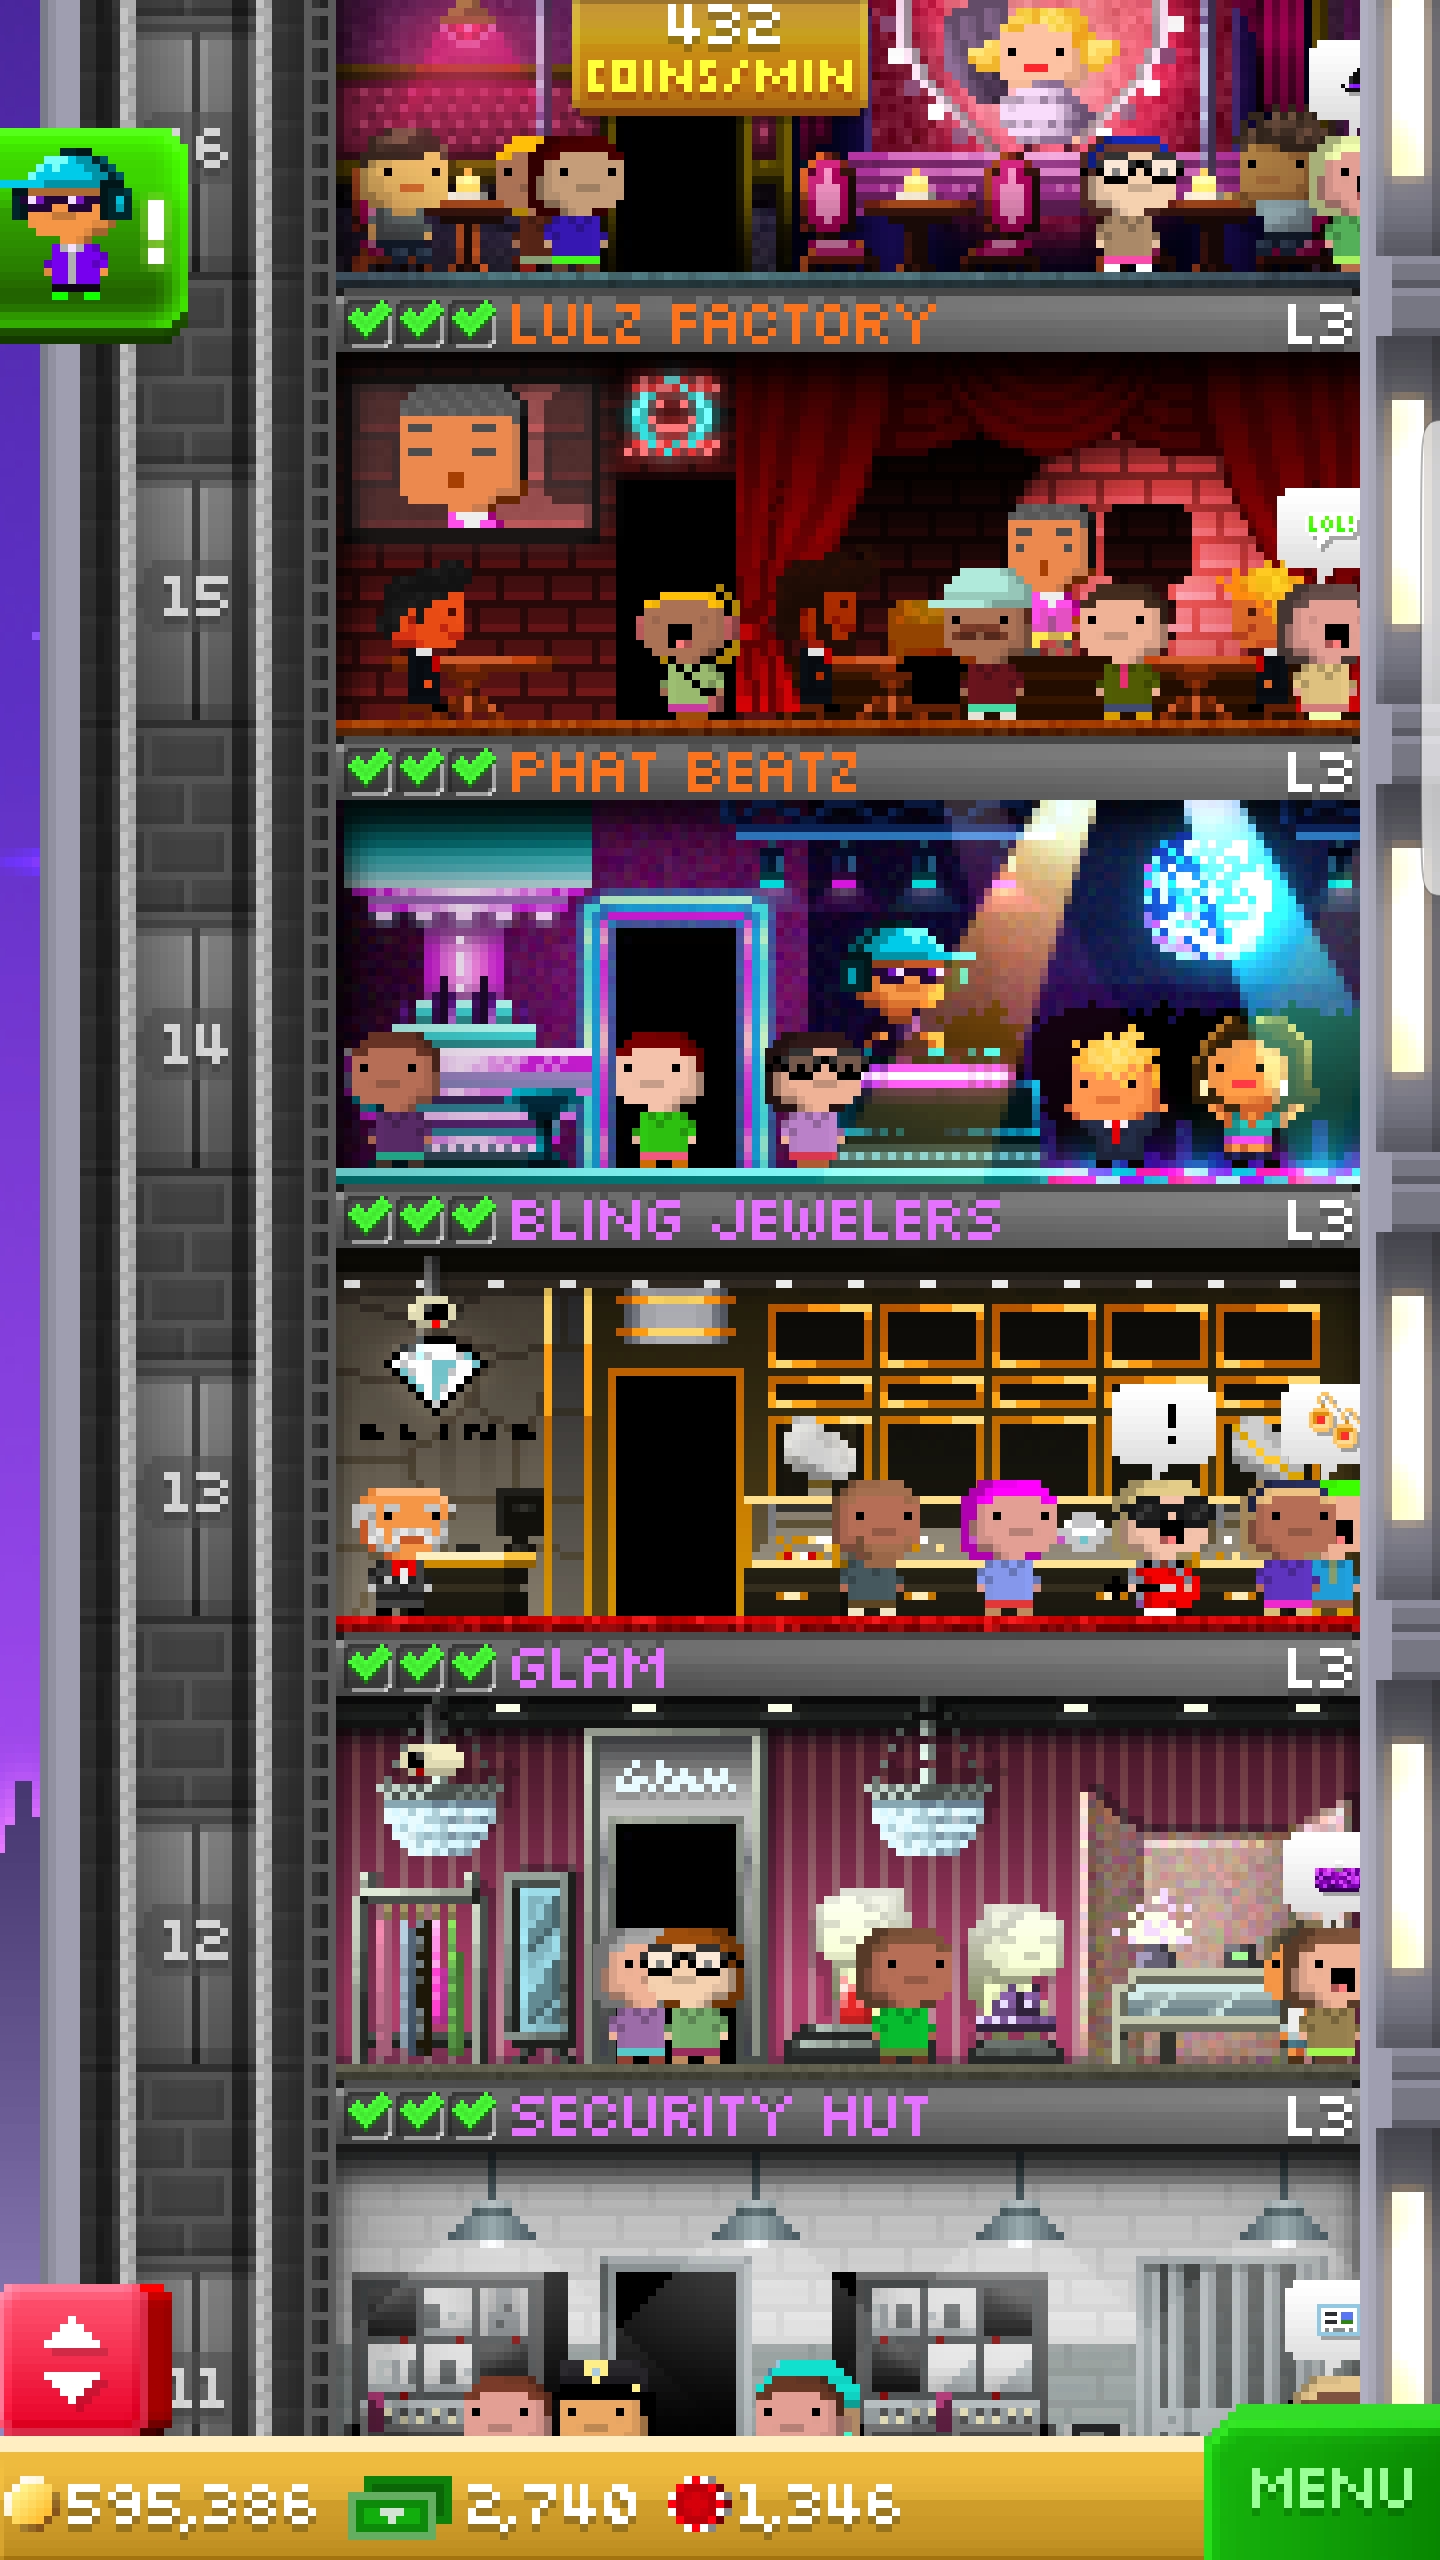 432
COINS/MIN
6
!
LULZ FACTORY
L3
LOL!
15
PHAT BEATZ
L3
14
BLING JEWELERS
L3
BLING
!
13
GLAM
L3
Glam
12
SECURITY HUT
L3
11
595,386
2,740
1,346
MENU